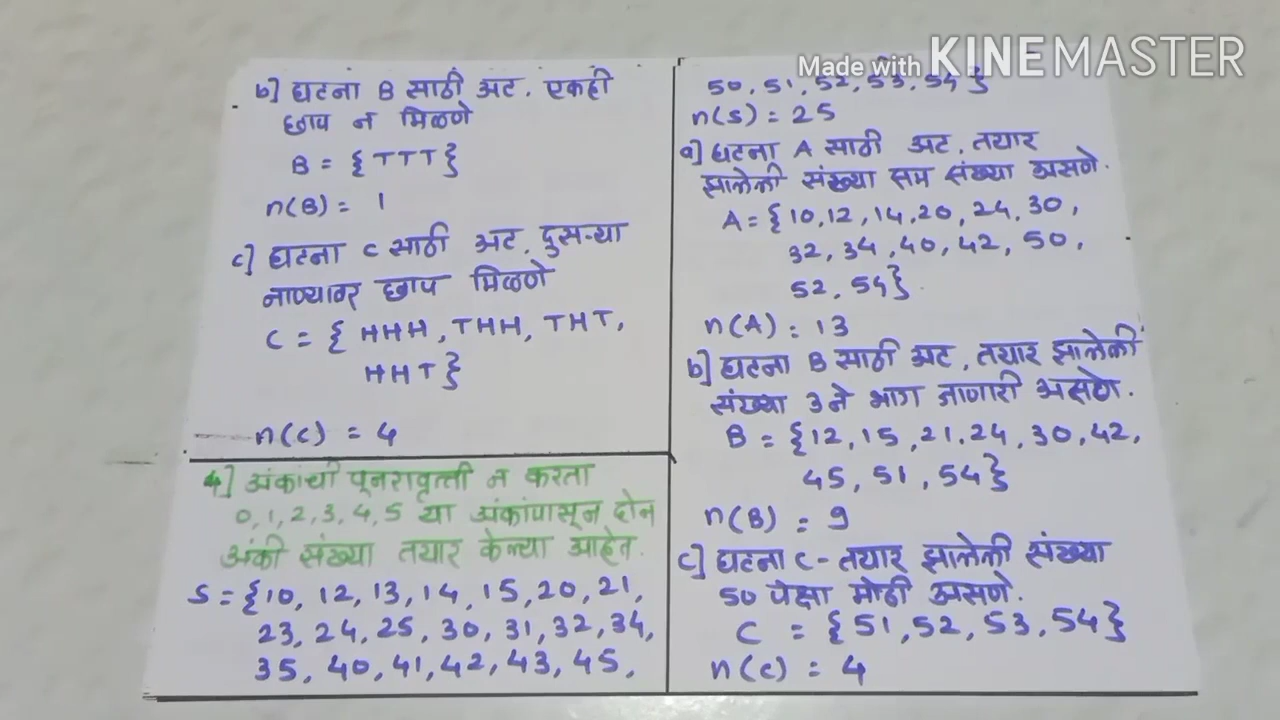 Made with KINEMASTER
b] घटना B साठी अट. एकही
छाप न मिळणे
B = {TTT}
n(B) = 1
c] घटना C साठी अट. दुसऱ्या
नाण्यावर छाप मिळणे
C = { HHH, THH, THT,
HHT}
n(C) = 4
4] अंकांची पूनरावृत्ती न करता
0,1,2,3,4,5 या अंकांपासून दोन
अंकी संख्या तयार केल्या आहेत.
S = {10, 12, 13, 14, 15, 20, 21,
23, 24, 25, 30, 31, 32, 34,
35, 40, 41, 42, 43, 45,
50, 51, 52, 53, 54}
n(S) = 25
a] घटना A साठी अट. तयार
झालेली संख्या सम संख्या असणे.
A = {10,12,14,20,24,30,
32,34,40,42,50,
52,54}
n(A) = 13
b] घटना B साठी अट. तयार झालेली
संख्या 3 ने भाग जाणारी असणे.
B = {12,15,21,24,30,42,
45,51,54}
n(B) = 9
c] घटना C - तयार झालेली संख्या
50 पेक्षा मोठी असणे.
C = {51,52,53,54}
n(C) = 4